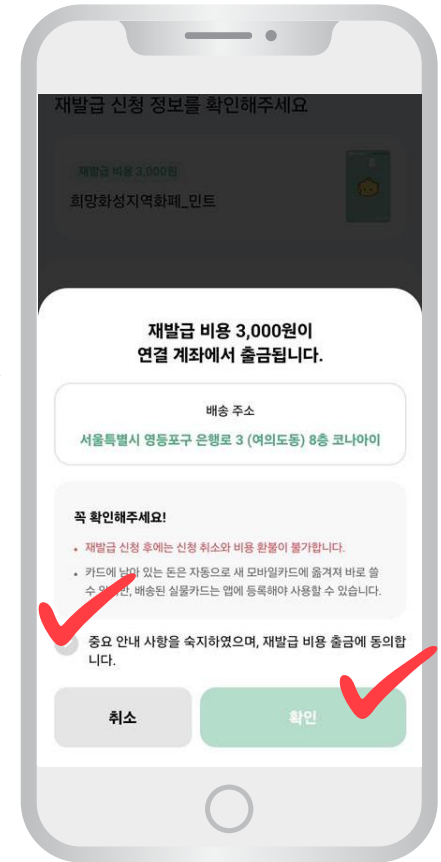 재발급 신청 정보를 확인해주세요
재발급 비용 3,000원
희망화성지역화폐_민트
재발급 비용 3,000원이
연결 계좌에서 출금됩니다.
배송 주소
서울특별시 영등포구 은행로 3 (여의도동) 8층 코나아이
꼭 확인해주세요!
• 재발급 신청 후에는 신청 취소와 비용 환불이 불가합니다.
• 카드에 남아 있는 돈은 자동으로 새 모바일카드에 옮겨져 바로 쓸
수 배송된 실물카드는 앱에 등록해야 사용할 수 있습니다.
중요 안내 사항을 숙지하였으며, 재발급 비용 출금에 동의합
니다.
취소
확인